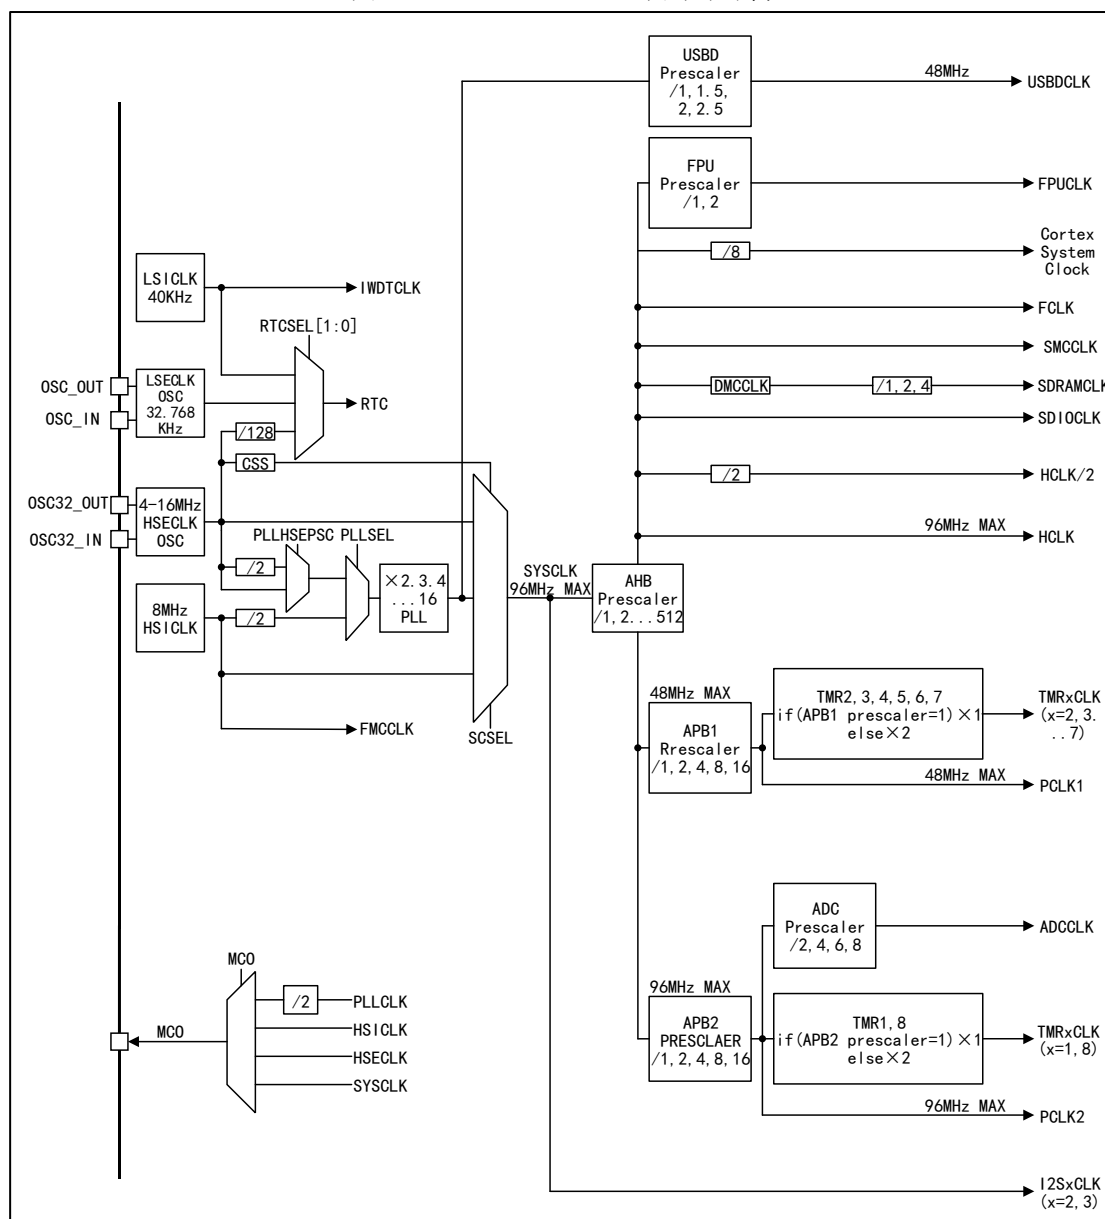 USBD
Prescaler
/1, 1.5,
2, 2.5
48MHz
USBDCLK
FPU
Prescaler
/1, 2
FPUCLK
/8
Cortex
System
Clock
LSICLK
40KHz
IWDTCLK
FCLK
RTCSEL[1:0]
SMCCLK
OSC_OUT
OSC_IN
LSECLK
OSC
32.768
KHz
RTC
DMCCLK
/1, 2, 4
SDRAMCLK
SDIOCLK
/128
CSS
/2
HCLK/2
OSC32_OUT
OSC32_IN
4-16MHz
HSECLK
OSC
96MHz MAX
HCLK
PLLHSEPSC
PLLSEL
/2
×2.3.4
...16
PLL
SYSCLK
96MHz MAX
AHB
Prescaler
/1, 2...512
8MHz
HSICLK
/2
FMCCLK
SCSEL
48MHz MAX
APB1
Rrescaler
/1, 2, 4, 8, 16
TMR2, 3, 4, 5, 6, 7
if(APB1 prescaler=1)×1
else×2
TMRxCLK
(x=2, 3.
..7)
48MHz MAX
PCLK1
ADC
Prescaler
/2, 4, 6, 8
ADCCLK
MCO
/2
PLLCLK
HSICLK
HSECLK
SYSCLK
MCO
96MHz MAX
APB2
PRESCLAER
/1, 2, 4, 8, 16
TMR1, 8
if(APB2 prescaler=1)×1
else×2
TMRxCLK
(x=1, 8)
96MHz MAX
PCLK2
I2SxCLK
(x=2, 3)